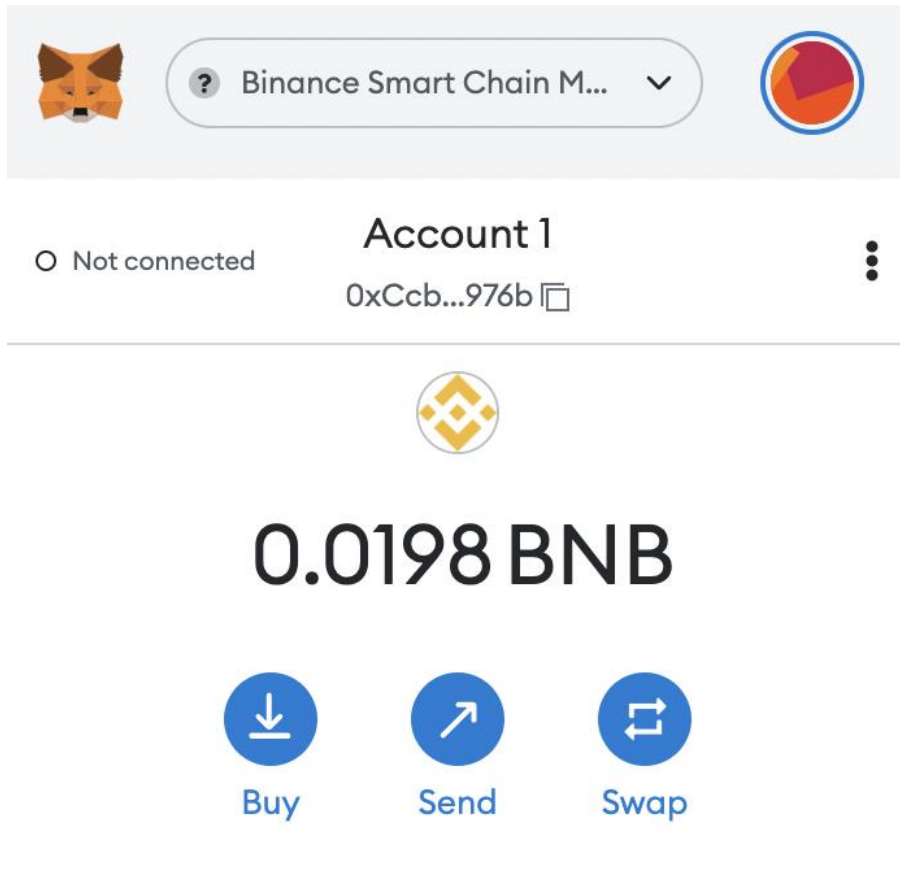 ? Binance Smart Chain M...
Account 1
Not connected
0xCcb...976b
0.0198 BNB
Buy Send Swap